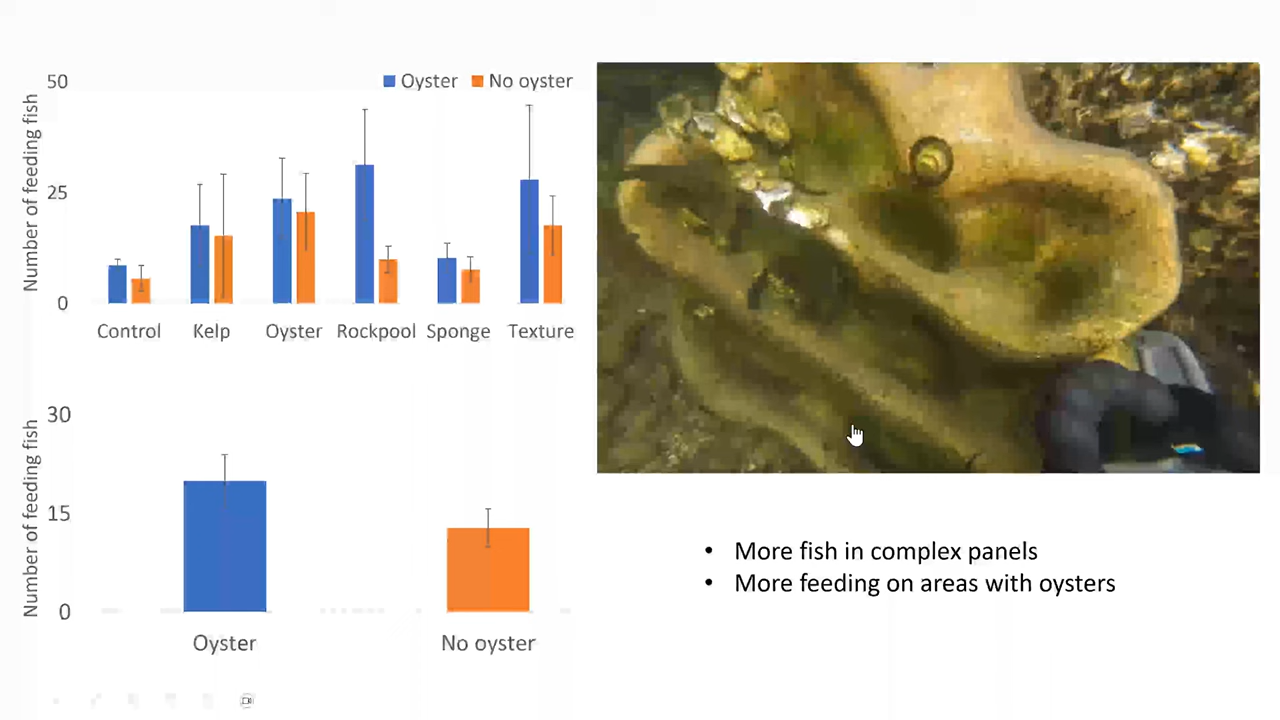 50
Oyster No oyster
Number of feeding fish
25
0
Control Kelp Oyster Rockpool Sponge Texture
30
Number of feeding fish
15
0
Oyster No oyster
• More fish in complex panels
• More feeding on areas with oysters